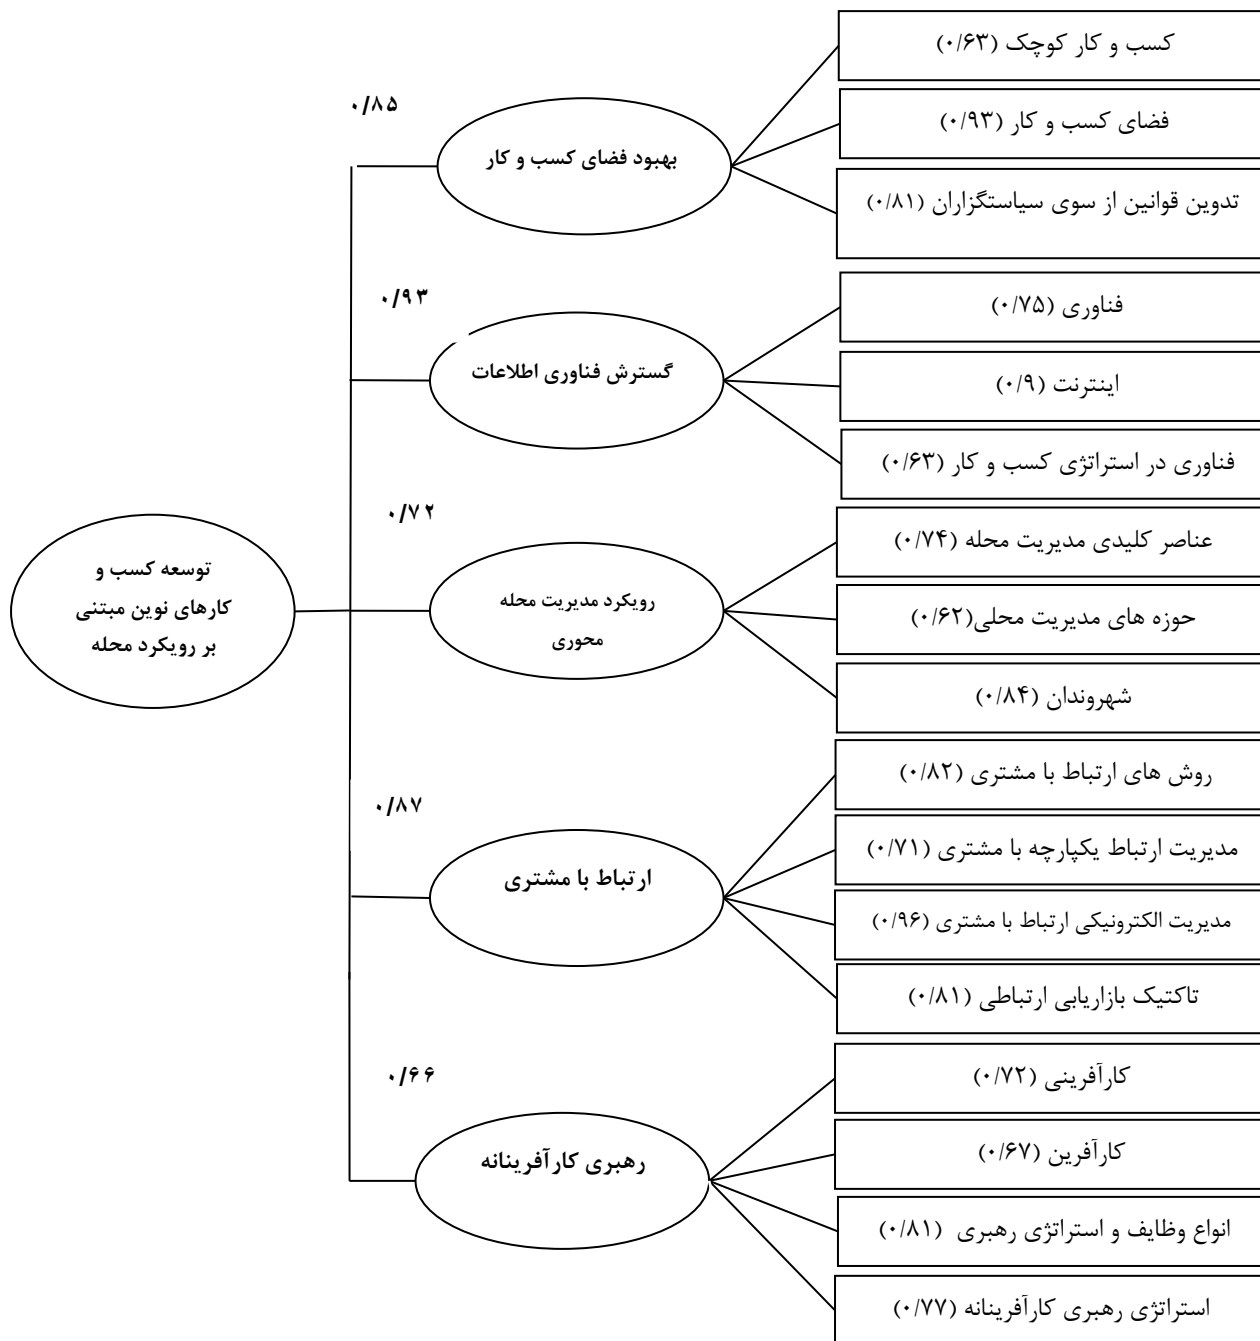 کسب و کار کوچک (۰/۶۳)
۰/۸۵
فضای کسب و کار (۰/۹۳)
بهبود فضای کسب و کار
تدوین قوانین از سوی سیاستگزاران (۰/۸۱)
۰/۹۳
فناوری (۰/۷۵)
گسترش فناوری اطلاعات
اینترنت (۰/۹)
فناوری در استراتژی کسب و کار (۰/۶۳)
۰/۷۲
عناصر کلیدی مدیریت محله (۰/۷۴)
توسعه کسب و
کارهای نوین مبتنی
بر رویکرد محله
رویکرد مدیریت محله
محوری
حوزه های مدیریت محلی(۰/۶۲)
شهروندان (۰/۸۴)
روش های ارتباط با مشتری (۰/۸۲)
۰/۸۷
مدیریت ارتباط یکپارچه با مشتری (۰/۷۱)
ارتباط با مشتری
مدیریت الکترونیکی ارتباط با مشتری (۰/۹۶)
تاکتیک بازاریابی ارتباطی (۰/۸۱)
۰/۶۶
کارآفرینی (۰/۷۲)
کارآفرین (۰/۶۷)
رهبری کارآفرینانه
انواع وظایف و استراتژی رهبری (۰/۸۱)
استراتژی رهبری کارآفرینانه (۰/۷۷)